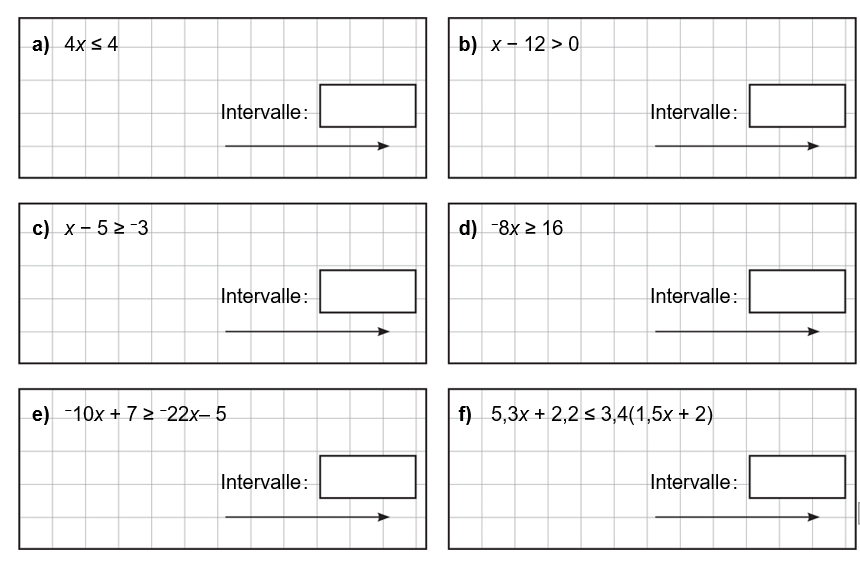 a) 4x ≤ 4
Intervalle :
b) x − 12 > 0
Intervalle :
c) x − 5 ≥ ⁻3
Intervalle :
d) ⁻8x ≥ 16
Intervalle :
e) ⁻10x + 7 ≥ ⁻22x– 5
Intervalle :
f) 5,3x + 2,2 ≤ 3,4(1,5x + 2)
Intervalle :